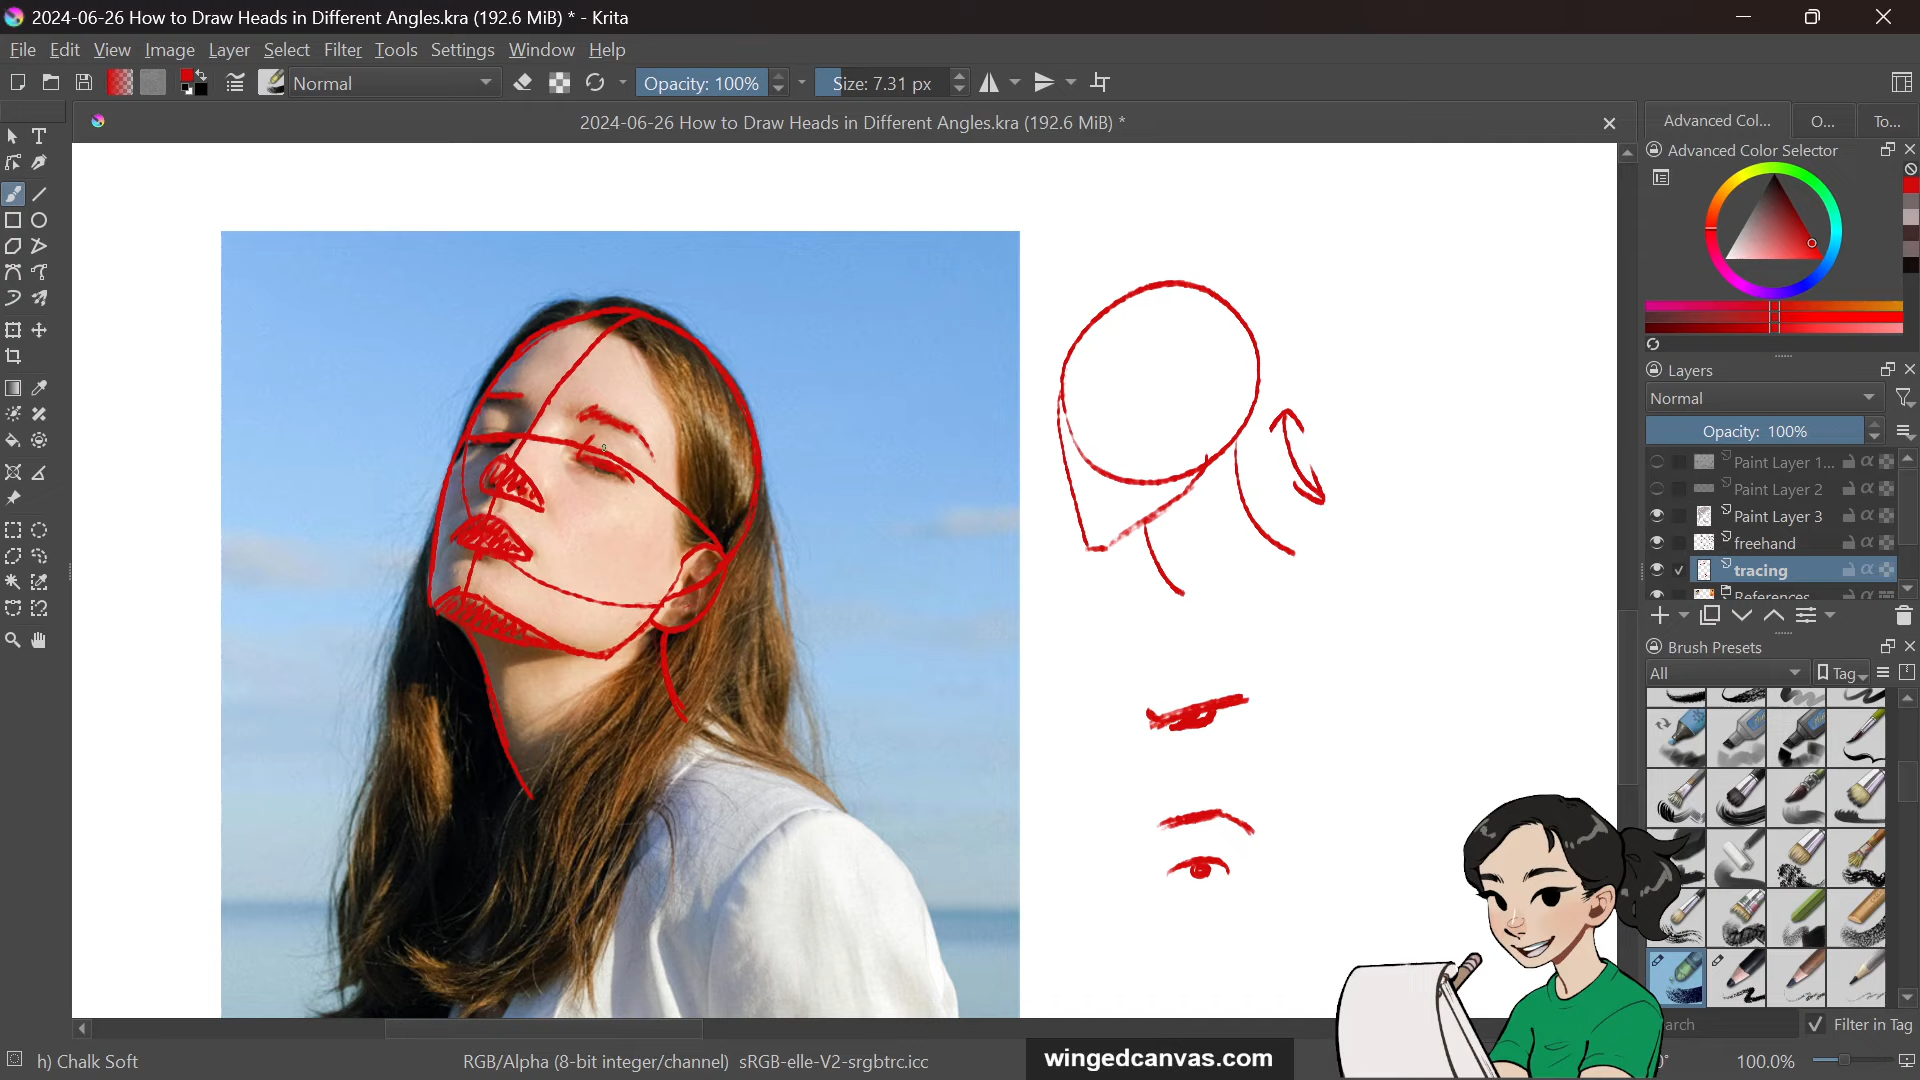 2024-06-26 How to Draw Heads in Different Angles.kra (192.6 MiB) * - Krita
File Edit View Image Layer Select Filter Tools Settings Window Help
Normal Opacity: 100% Size: 7.31 px
2024-06-26 How to Draw Heads in Different Angles.kra (192.6 MiB) *
Advanced Col... O... To...
Advanced Color Selector
Layers
Normal
Opacity: 100%
Paint Layer 1...
Paint Layer 2
Paint Layer 3
freehand
tracing
References
Brush Presets
All Tag
Filter in Tag
h) Chalk Soft
RGB/Alpha (8-bit integer/channel) sRGB-elle-V2-srgbtrc.icc
wingedcanvas.com
100.0%